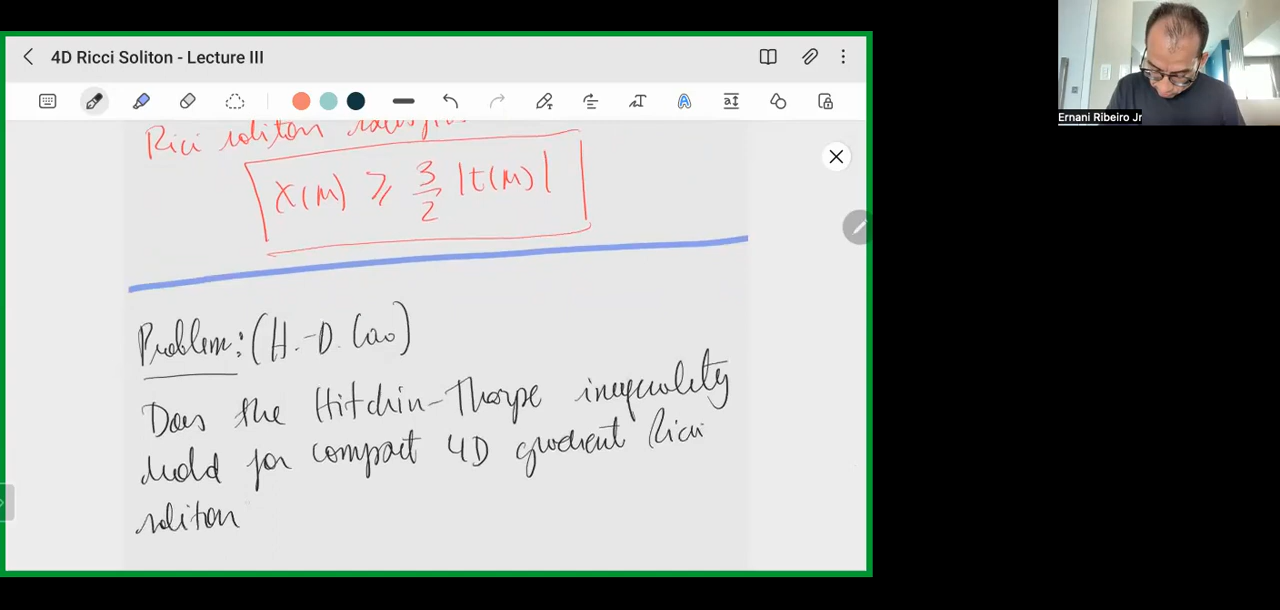 4D Ricci Soliton - Lecture III
Ernani Ribeiro Jr
Ricci soliton
χ(M) ≥ 3/2 |τ(M)|
Problem: (H.-D. Cao)
Does the Hitchin-Thorpe inequality
hold for compact 4D gradient Ricci
soliton